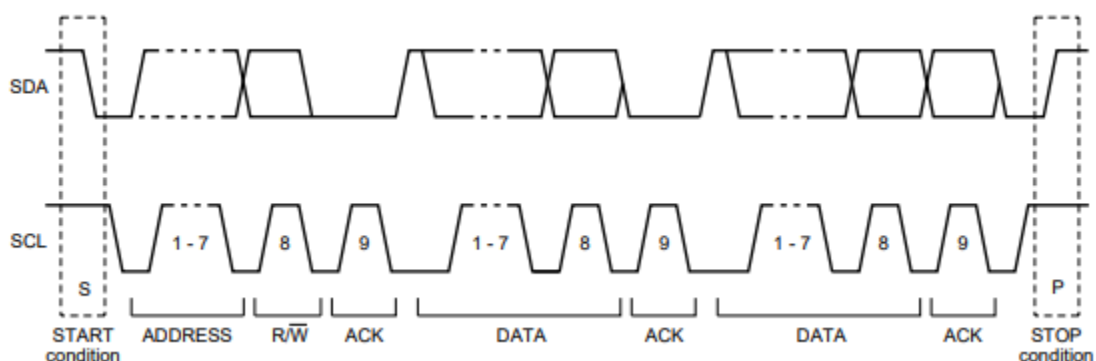 SDA
SCL
1 - 7 8 9 1 - 7 8 9 1 - 7 8 9
S P
START condition ADDRESS R/W̅ ACK DATA ACK DATA ACK STOP condition